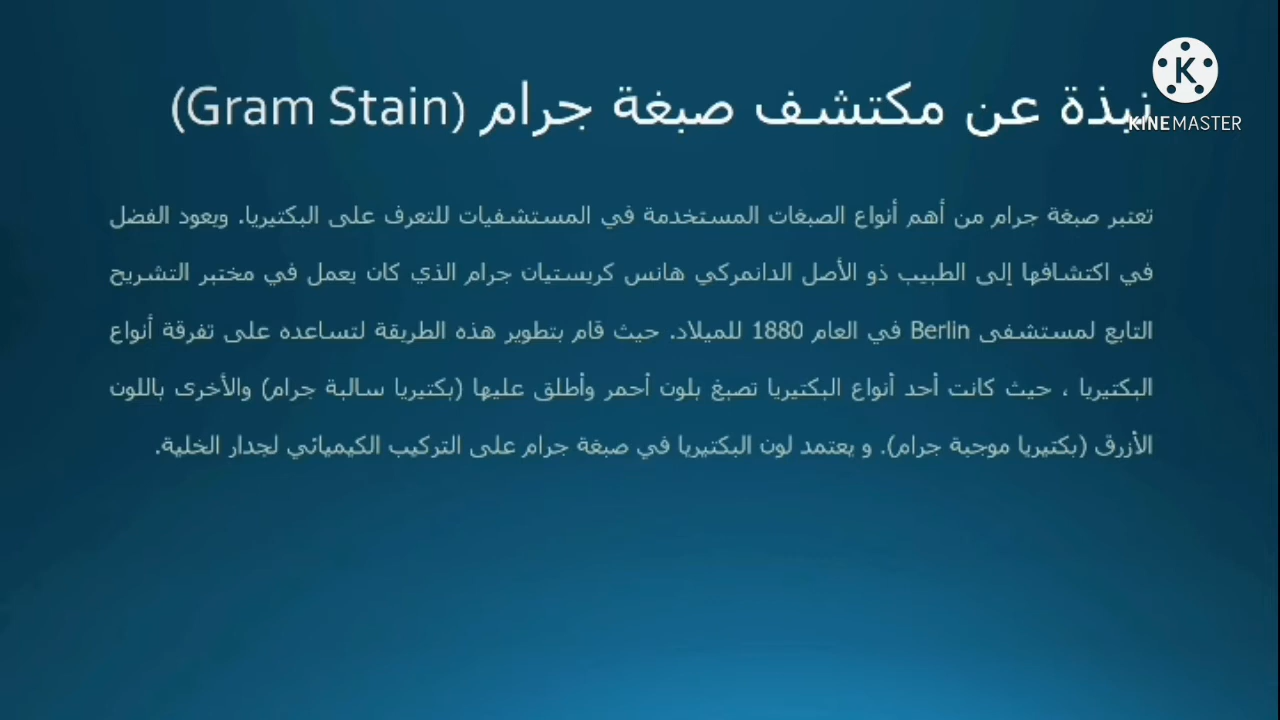 نبذة عن مكتشف صبغة جرام (Gram Stain)
KINEMASTER
تعتبر صبغة جرام من أهم أنواع الصبغات المستخدمة في المستشفيات للتعرف على البكتيريا. ويعود الفضل
في اكتشافها إلى الطبيب ذو الأصل الدانمركي هانس كريستيان جرام الذي كان يعمل في مختبر التشريح
التابع لمستشفى Berlin في العام 1880 للميلاد. حيث قام بتطوير هذه الطريقة لتساعده على تفرقة أنواع
البكتيريا ، حيث كانت أحد أنواع البكتيريا تصبغ بلون أحمر وأطلق عليها (بكتيريا سالبة جرام) والأخرى باللون
الأزرق (بكتيريا موجبة جرام). و يعتمد لون البكتيريا في صبغة جرام على التركيب الكيميائي لجدار الخلية.